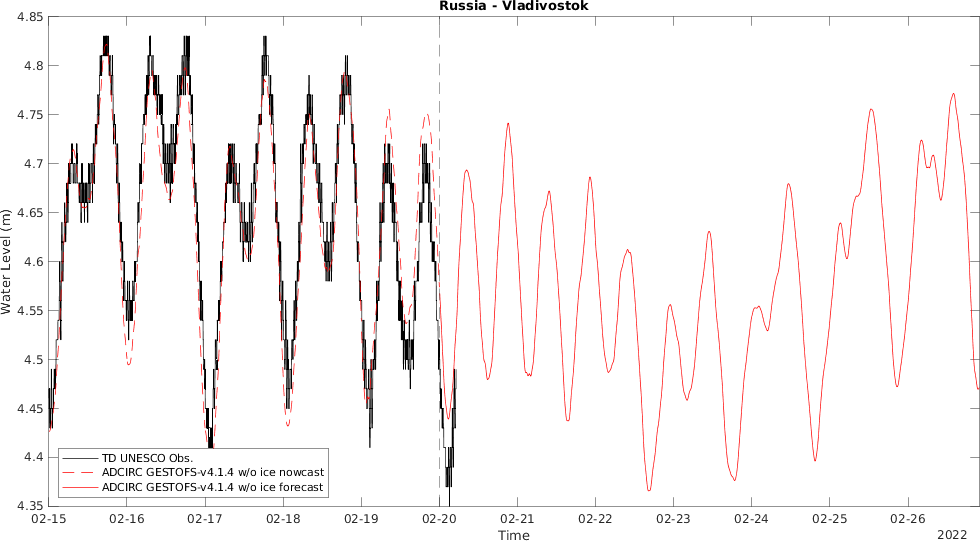 Russia - Vladivostok
4.85
4.8
4.75
4.7
4.65
4.6
4.55
4.5
4.45
4.4
4.35
Water Level (m)
TD UNESCO Obs.
ADCIRC GESTOFS-v4.1.4 w/o ice nowcast
ADCIRC GESTOFS-v4.1.4 w/o ice forecast
02-15 02-16 02-17 02-18 02-19 02-20 02-21 02-22 02-23 02-24 02-25 02-26
Time
2022